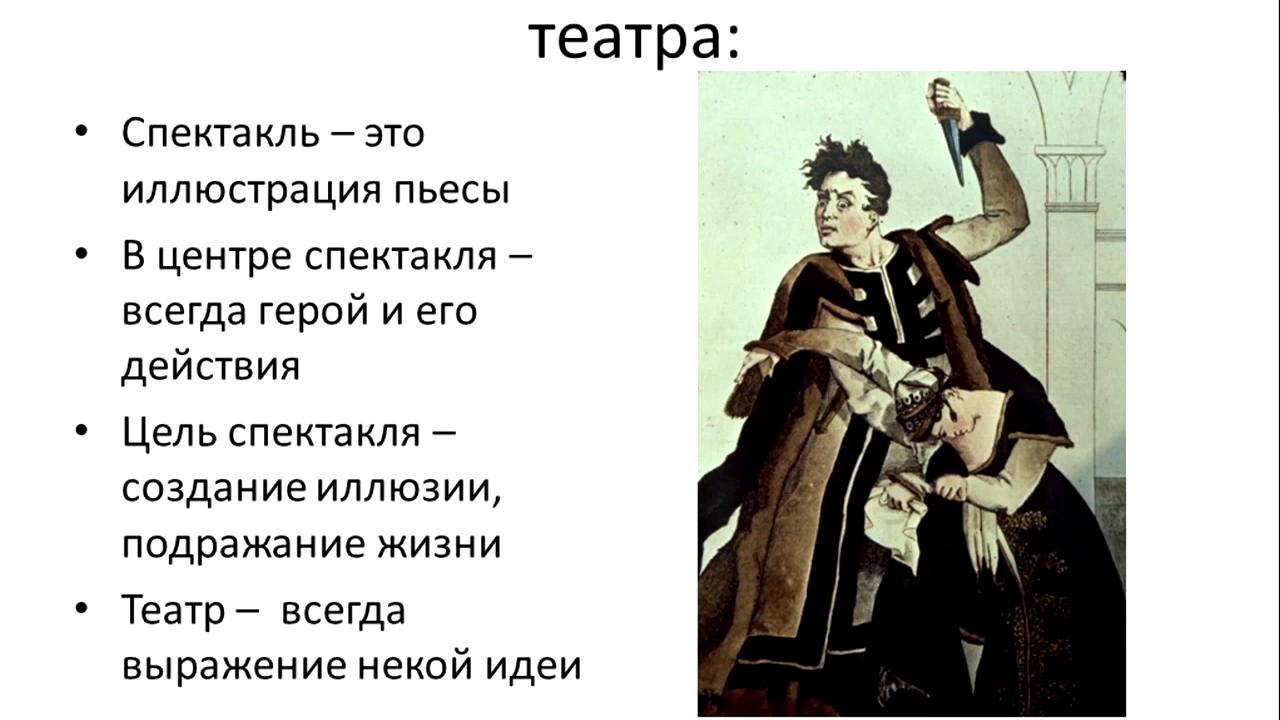 театра:
• Спектакль – это
иллюстрация пьесы
• В центре спектакля –
всегда герой и его
действия
• Цель спектакля –
создание иллюзии,
подражание жизни
• Театр – всегда
выражение некой идеи